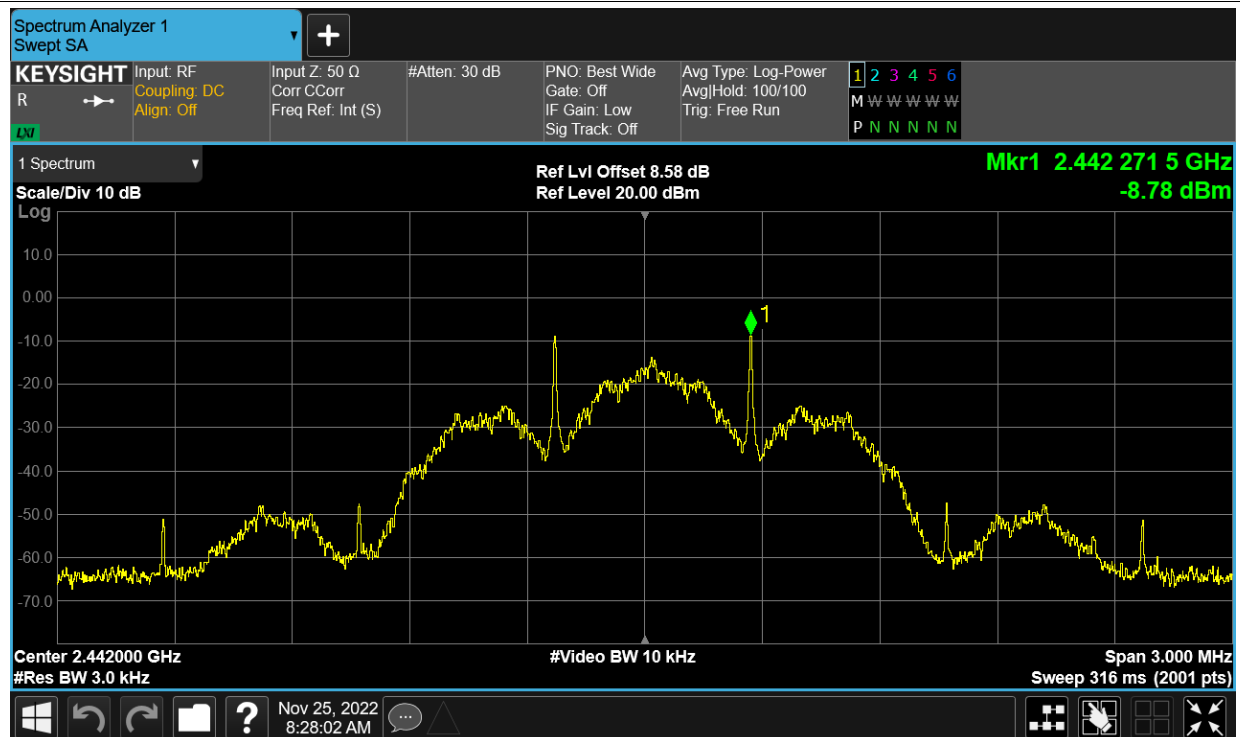 Spectrum Analyzer 1
Swept SA
+
KEYSIGHT
R
LXI
Input: RF
Coupling: DC
Align: Off
Input Z: 50 Ω
Corr CCorr
Freq Ref: Int (S)
#Atten: 30 dB
PNO: Best Wide
Gate: Off
IF Gain: Low
Sig Track: Off
Avg Type: Log-Power
Avg|Hold: 100/100
Trig: Free Run
1 2 3 4 5 6
M W W W W W
P N N N N N
1 Spectrum
Scale/Div 10 dB
Log
Ref Lvl Offset 8.58 dB
Ref Level 20.00 dBm
Mkr1 2.442 271 5 GHz
-8.78 dBm
1
10.0
0.00
-10.0
-20.0
-30.0
-40.0
-50.0
-60.0
-70.0
Center 2.442000 GHz
#Res BW 3.0 kHz
#Video BW 10 kHz
Span 3.000 MHz
Sweep 316 ms (2001 pts)
?
Nov 25, 2022
8:28:02 AM